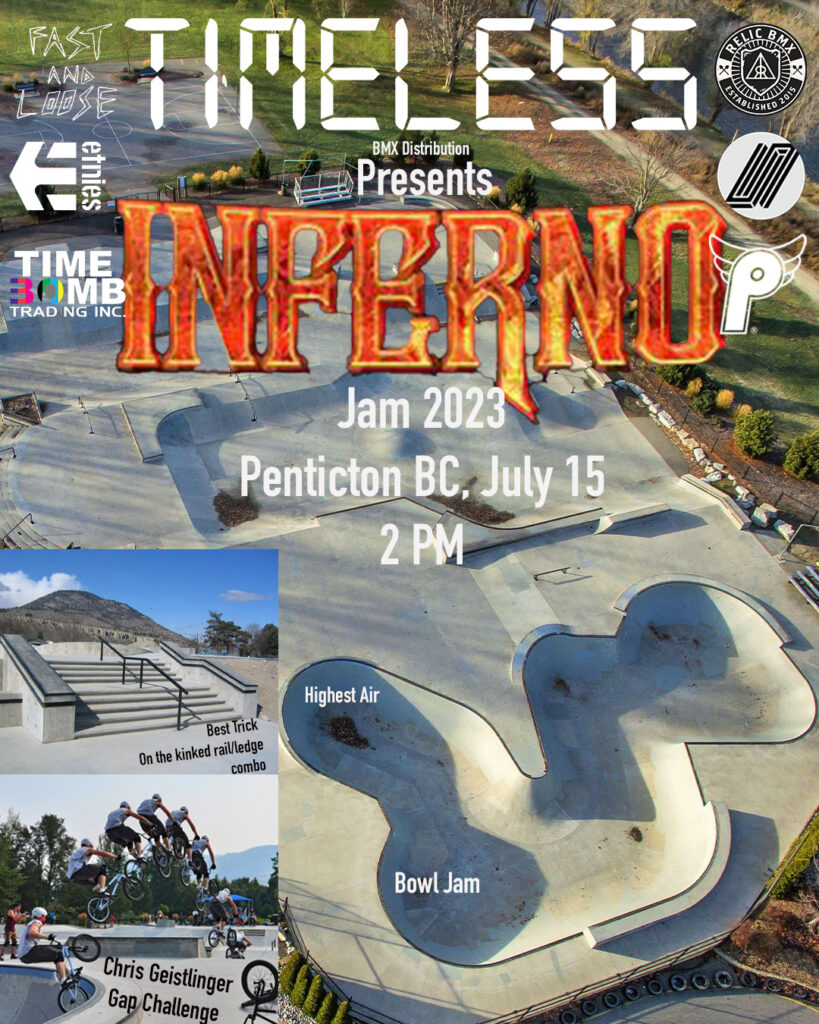 FAST
AND
LOOSE
TIMELESS
RELIC BMX
ESTABLISHED 2015
etnies
BMX Distribution
Presents
INFERNO
TIME
BOMB
TRAD NG INC.
P
®
Jam 2023
Penticton BC, July 15
2 PM
Highest Air
Best Trick
On the kinked rail/ledge
combo
Bowl Jam
Chris Geistlinger
Gap Challenge